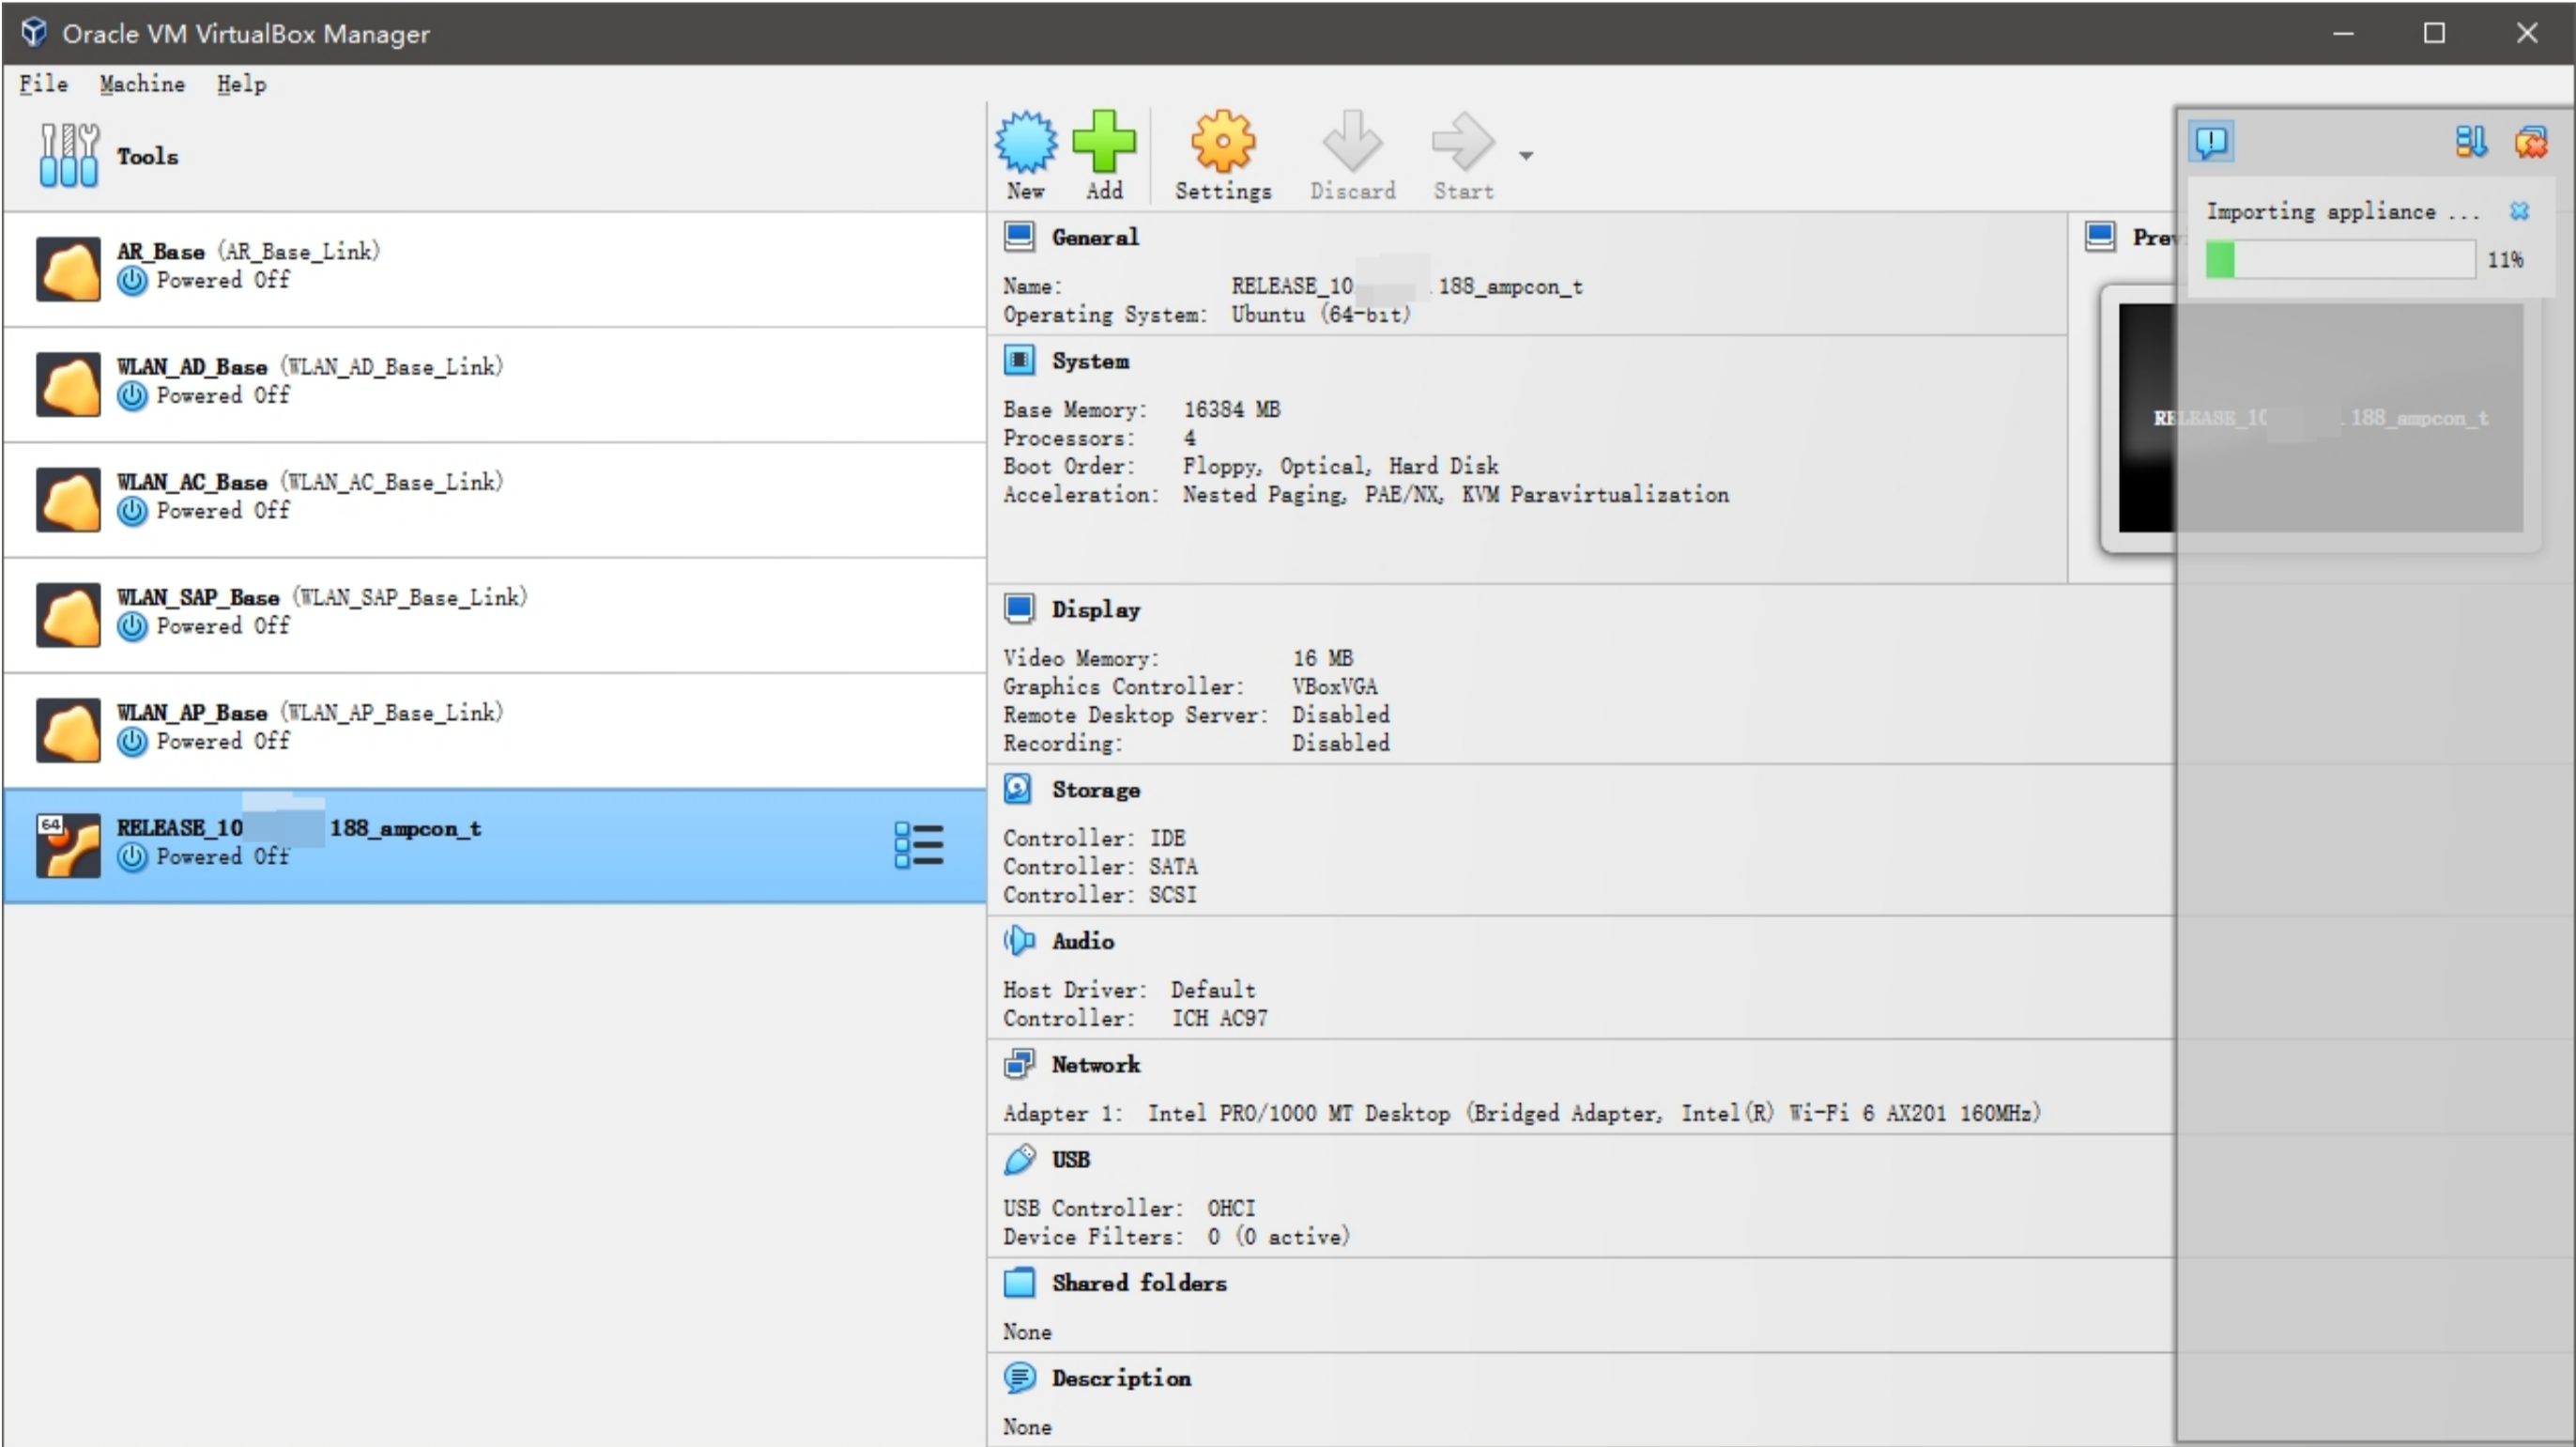 Oracle VM VirtualBox Manager
File Machine Help
Tools
New Add Settings Discard Start
AR_Base (AR_Base_Link)
Powered Off
WLAN_AD_Base (WLAN_AD_Base_Link)
Powered Off
WLAN_AC_Base (WLAN_AC_Base_Link)
Powered Off
WLAN_SAP_Base (WLAN_SAP_Base_Link)
Powered Off
WLAN_AP_Base (WLAN_AP_Base_Link)
Powered Off
64
RELEASE_10 188_ampcon_t
Powered Off
General
Name: RELEASE_10 .188_ampcon_t
Operating System: Ubuntu (64-bit)
System
Base Memory: 16384 MB
Processors: 4
Boot Order: Floppy, Optical, Hard Disk
Acceleration: Nested Paging, PAE/NX, KVM Paravirtualization
Display
Video Memory: 16 MB
Graphics Controller: VBoxVGA
Remote Desktop Server: Disabled
Recording: Disabled
Storage
Controller: IDE
Controller: SATA
Controller: SCSI
Audio
Host Driver: Default
Controller: ICH AC97
Network
Adapter 1: Intel PRO/1000 MT Desktop (Bridged Adapter, Intel(R) Wi-Fi 6 AX201 160MHz)
USB
USB Controller: OHCI
Device Filters: 0 (0 active)
Shared folders
None
Description
None
Prev
RELEASE_10 .188_ampcon_t
Importing appliance ...
11%